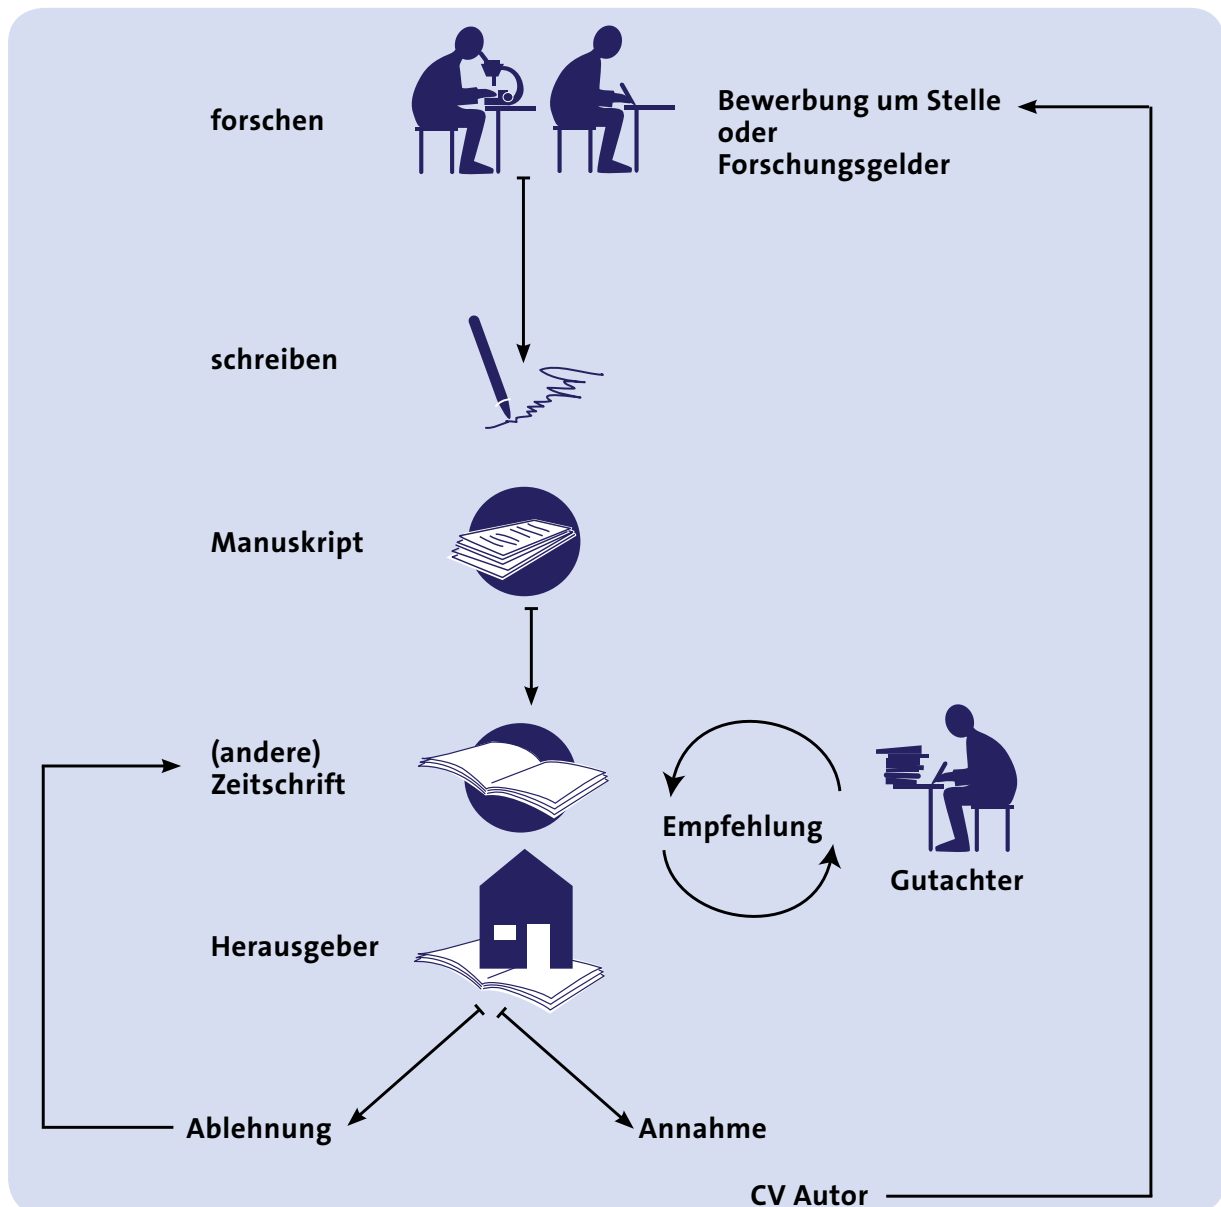 forschen
Bewerbung um Stelle
oder
Forschungsgelder
schreiben
Manuskript
(andere)
Zeitschrift
Empfehlung
Gutachter
Herausgeber
Ablehnung
Annahme
CV Autor